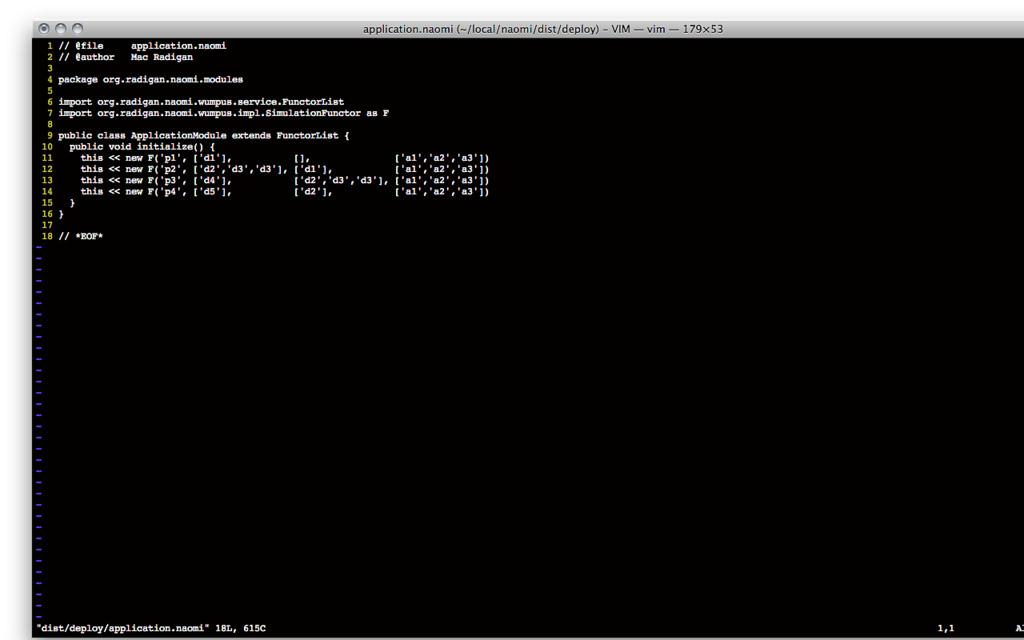 application.naomi (~/local/naomi/dist/deploy) – VIM — vim — 179×53
1 // @file     application.naomi
2 // @author   Mac Radigan
3
4 package org.radigan.naomi.modules
5
6 import org.radigan.naomi.wumpus.service.FunctorList
7 import org.radigan.naomi.wumpus.impl.SimulationFunctor as F
8
9 public class ApplicationModule extends FunctorList {
10   public void initialize() {
11     this << new F('p1', ['d1'],           [],               ['a1','a2','a3'])
12     this << new F('p2', ['d2','d3','d3'], ['d1'],           ['a1','a2','a3'])
13     this << new F('p3', ['d4'],           ['d2','d3','d3'], ['a1','a2','a3'])
14     this << new F('p4', ['d5'],           ['d2'],           ['a1','a2','a3'])
15   }
16 }
17
18 // *EOF*
"dist/deploy/application.naomi" 18L, 615C 1,1